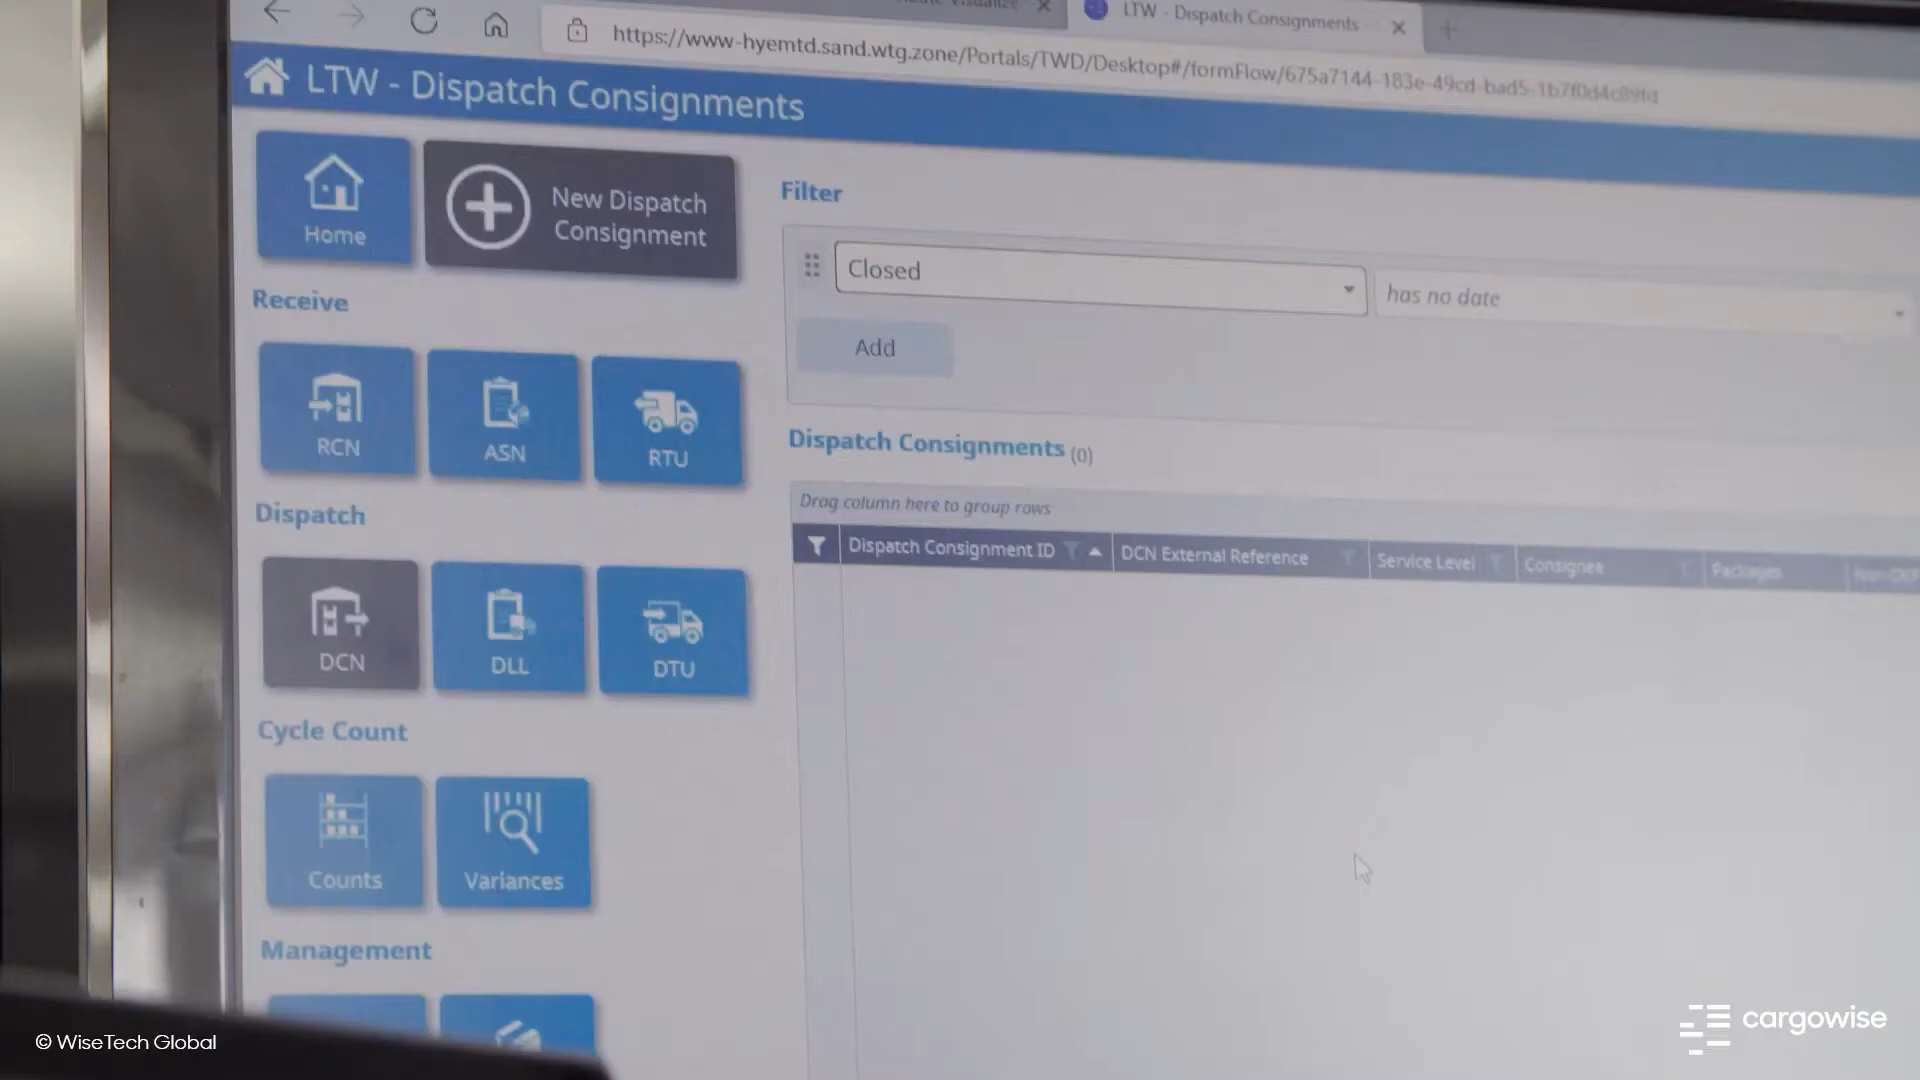 LTW - Dispatch Consignments
https://www-hyemtd.sand.wtg.zone/Portals/TWD/Desktop#/formFlow/675a7144-183e-49cd-bad5-1b7f0d4c89fd
LTW - Dispatch Consignments
Home
New Dispatch
Consignment
Filter
Closed
has no date
Add
Receive
RCN
ASN
RTU
Dispatch Consignments (0)
Drag column here to group rows
Dispatch Consignment ID
DCN External Reference
Service Level
Consignee
Packages
Dispatch
DCN
DLL
DTU
Cycle Count
Counts
Variances
Management
© WiseTech Global
cargowise